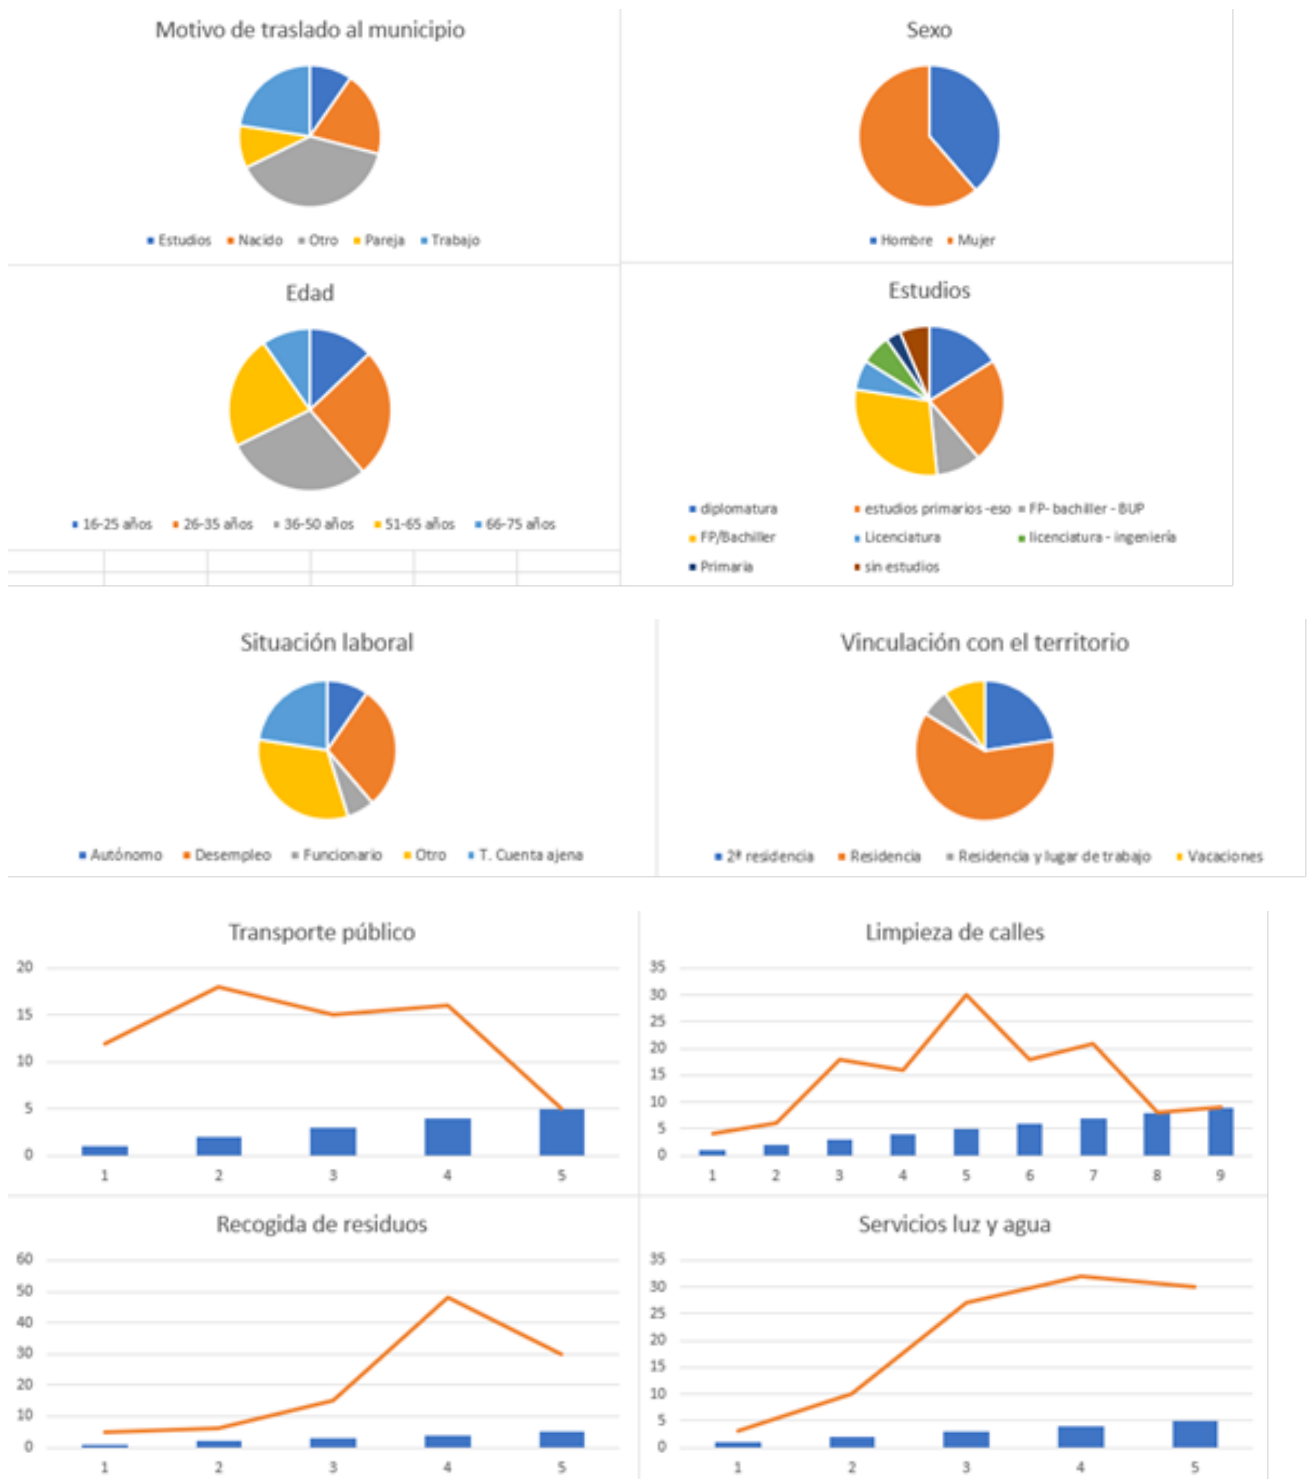 Motivo de traslado al municipio
Estudios Nacido Otro Pareja Trabajo
Sexo
Hombre Mujer
Edad
16-25 años 26-35 años 36-50 años 51-65 años 66-75 años
Estudios
diplomatura estudios primarios -eso FP- bachiller - BUP
FP/Bachiller Licenciatura licenciatura - ingeniería
Primaria sin estudios
Situación laboral
Autónomo Desempleo Funcionario Otro T. Cuenta ajena
Vinculación con el territorio
2ª residencia Residencia Residencia y lugar de trabajo Vacaciones
Transporte público
20
15
10
5
0
1 2 3 4 5
Limpieza de calles
35
30
25
20
15
10
5
0
1 2 3 4 5 6 7 8 9
Recogida de residuos
60
50
40
30
20
10
0
1 2 3 4 5
Servicios luz y agua
35
30
25
20
15
10
5
0
1 2 3 4 5